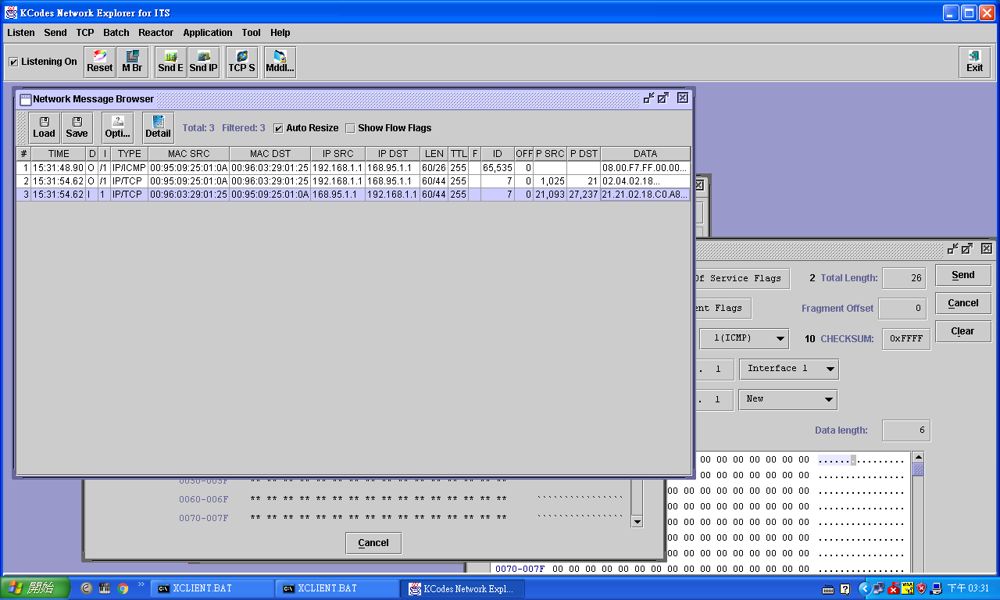 KCodes Network Explorer for ITS
Listen Send TCP Batch Reactor Application Tool Help
Listening On Reset M Br Snd E Snd IP TCP S Mddl... Exit
Network Message Browser
Load Save Opti... Detail Total: 3 Filtered: 3 Auto Resize Show Flow Flags
# TIME D I TYPE MAC SRC MAC DST IP SRC IP DST LEN TTL F ID OFF P SRC P DST DATA
1 15:31:48.90 O /1 IP/ICMP 00:95:09:25:01:0A 00:96:03:29:01:25 192.168.1.1 168.95.1.1 60/26 255 65,535 0 08.00.F7.FF.00.00...
2 15:31:54.62 O /1 IP/TCP 00:95:09:25:01:0A 00:96:03:29:01:25 192.168.1.1 168.95.1.1 60/44 255 7 0 1,025 21 02.04.02.18...
3 15:31:54.62 I 1 IP/TCP 00:96:03:29:01:25 00:95:09:25:01:0A 168.95.1.1 192.168.1.1 60/44 255 7 0 21,093 27,237 21.21.02.18.C0.A8...
Of Service Flags 2 Total Length: 26 Send
ent Flags Fragment Offset 0 Cancel
1(ICMP) 10 CHECKSUM: 0xFFFF Clear
. 1 Interface 1
. 1 New
Data length: 6
00 00 00 00 00 00 00 ................
0050-005F 00 00 00 00 00 00 00 ................
00 00 00 00 00 00 00 00 00 ................
0060-006F ** ** ** ** ** ** ** ** ** ** ** ** ** ** ** ** ````````````````
00 00 00 00 00 00 00 00 00 ................
0070-007F ** ** ** ** ** ** ** ** ** ** ** ** ** ** ** ** ````````````````
00 00 00 00 00 00 00 00 00 ................
00 00 00 00 00 00 00 00 00 ................
Cancel
00 00 00 00 00 00 00 00 00 ................
0070-007F 00 00 00 00 00 00 00 00 00 00 00 00 00 00 00 00 ................
開始 XCLIENT.BAT XCLIENT.BAT KCodes Network Expl... 下午 03:31